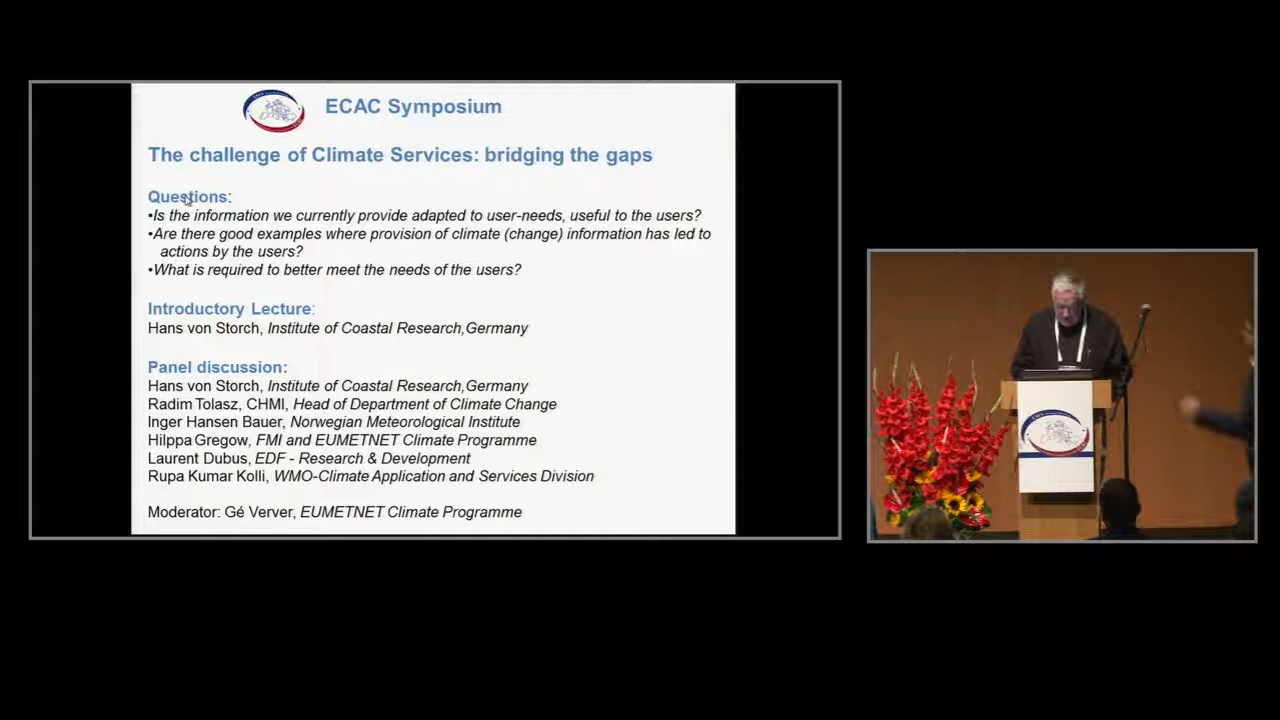 ECAC Symposium
The challenge of Climate Services: bridging the gaps
Questions:
•Is the information we currently provide adapted to user-needs, useful to the users?
•Are there good examples where provision of climate (change) information has led to
actions by the users?
•What is required to better meet the needs of the users?
Introductory Lecture:
Hans von Storch, Institute of Coastal Research,Germany
Panel discussion:
Hans von Storch, Institute of Coastal Research,Germany
Radim Tolasz, CHMI, Head of Department of Climate Change
Inger Hansen Bauer, Norwegian Meteorological Institute
Hilppa Gregow, FMI and EUMETNET Climate Programme
Laurent Dubus, EDF - Research & Development
Rupa Kumar Kolli, WMO-Climate Application and Services Division
Moderator: Gé Verver, EUMETNET Climate Programme